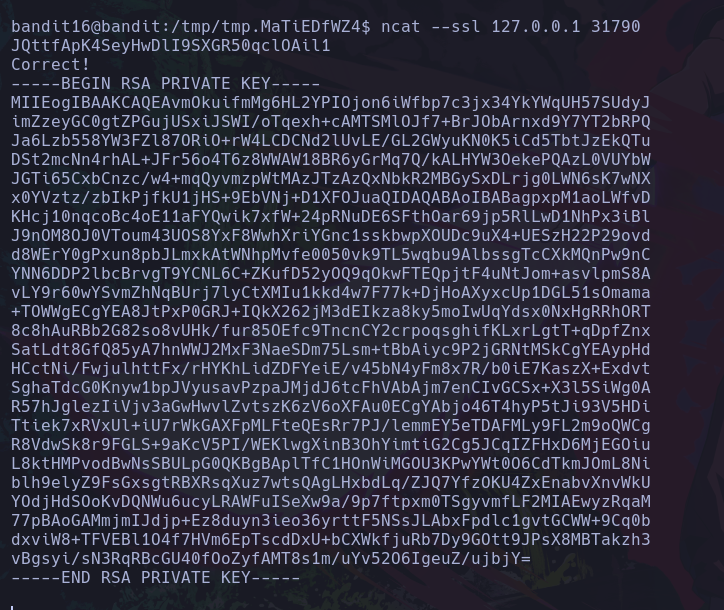 bandit16@bandit:/tmp/tmp.MaTiEDfWZ4$ ncat --ssl 127.0.0.1 31790
JQttfApK4SeyHwDlI9SXGR50qclOAil1
Correct!
-----BEGIN RSA PRIVATE KEY-----
MIIEogIBAAKCAQEAvmOkuifmMg6HL2YPIOjon6iWfbp7c3jx34YkYWqUH57SUdyJ
imZzeyGC0gtZPGujUSxiJSWI/oTqexh+cAMTSMlOJf7+BrJObArnxd9Y7YT2bRPQ
Ja6Lzb558YW3FZl87ORiO+rW4LCDCNd2lUvLE/GL2GWyuKN0K5iCd5TbtJzEkQTu
DSt2mcNn4rhAL+JFr56o4T6z8WWAW18BR6yGrMq7Q/kALHYW3OekePQAzL0VUYbW
JGTi65CxbCnzc/w4+mqQyvmzpWtMAzJTzAzQxNbkR2MBGySxDLrjg0LWN6sK7wNX
x0YVztz/zbIkPjfkU1jHS+9EbVNj+D1XFOJuaQIDAQABAoIBABagpxpM1aoLWfvD
KHcj10nqcoBc4oE11aFYQwik7xfW+24pRNuDE6SFthOar69jp5RlLwD1NhPx3iBl
J9nOM8OJ0VToum43UOS8YxF8WwhXriYGnc1sskbwpXOUDc9uX4+UESzH22P29ovd
d8WErY0gPxun8pbJLmxkAtWNhpMvfe0050vk9TL5wqbu9AlbssgTcCXkMQnPw9nC
YNN6DDP2lbcBrvgT9YCNL6C+ZKufD52yOQ9qOkwFTEQpjtF4uNtJom+asvlpmS8A
vLY9r60wYSvmZhNqBUrj7lyCtXMIu1kkd4w7F77k+DjHoAXyxcUp1DGL51sOmama
+TOWWgECgYEA8JtPxP0GRJ+IQkX262jM3dEIkza8ky5moIwUqYdsx0NxHgRRhORT
8c8hAuRBb2G82so8vUHk/fur85OEfc9TncnCY2crpoqsghifKLxrLgtT+qDpfZnx
SatLdt8GfQ85yA7hnWWJ2MxF3NaeSDm75Lsm+tBbAiyc9P2jGRNtMSkCgYEAypHd
HCctNi/FwjulhttFx/rHYKhLidZDFYeiE/v45bN4yFm8x7R/b0iE7KaszX+Exdvt
SghaTdcG0Knyw1bpJVyusavPzpaJMjdJ6tcFhVAbAjm7enCIvGCSx+X3l5SiWg0A
R57hJglezIiVjv3aGwHwvlZvtszK6zV6oXFAu0ECgYAbjo46T4hyP5tJi93V5HDi
Ttiek7xRVxUl+iU7rWkGAXFpMLFteQEsRr7PJ/lemmEY5eTDAFMLy9FL2m9oQWCg
R8VdwSk8r9FGLS+9aKcV5PI/WEKlwgXinB3OhYimtiG2Cg5JCqIZFHxD6MjEGOiu
L8ktHMPvodBwNsSBULpG0QKBgBAplTfC1HOnWiMGOU3KPwYWt0O6CdTkmJOmL8Ni
blh9elyZ9FsGxsgtRBXRsqXuz7wtsQAgLHxbdLq/ZJQ7YfzOKU4ZxEnabvXnvWkU
YOdjHdSOoKvDQNWu6ucyLRAWFuISeXw9a/9p7ftpxm0TSgyvmfLF2MIAEwyzRqaM
77pBAoGAMmjmIJdjp+Ez8duyn3ieo36yrttF5NSsJLAbxFpdlc1gvtGCWW+9Cq0b
dxviW8+TFVEBl1O4f7HVm6EpTscdDxU+bCXWkfjuRb7Dy9GOtt9JPsX8MBTakzh3
vBgsyi/sN3RqRBcGU40fOoZyfAMT8s1m/uYv52O6IgeuZ/ujbjY=
-----END RSA PRIVATE KEY-----